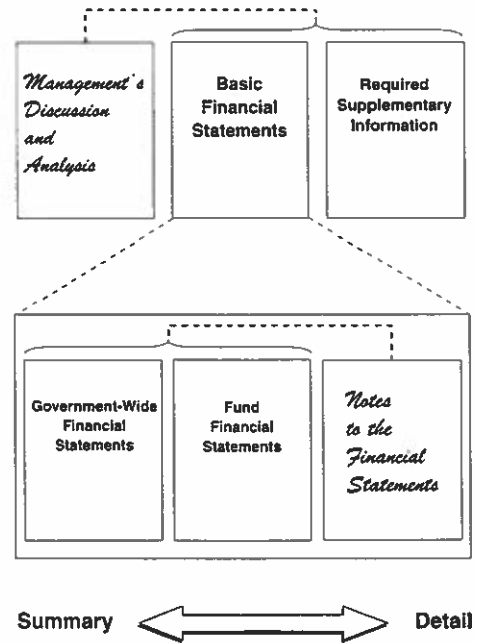 Management's
Discussion
and
Analysis
Basic
Financial
Statements
Required
Supplementary
Information
Government-Wide
Financial
Statements
Fund
Financial
Statements
Notes
to the
Financial
Statements
Summary
Detail